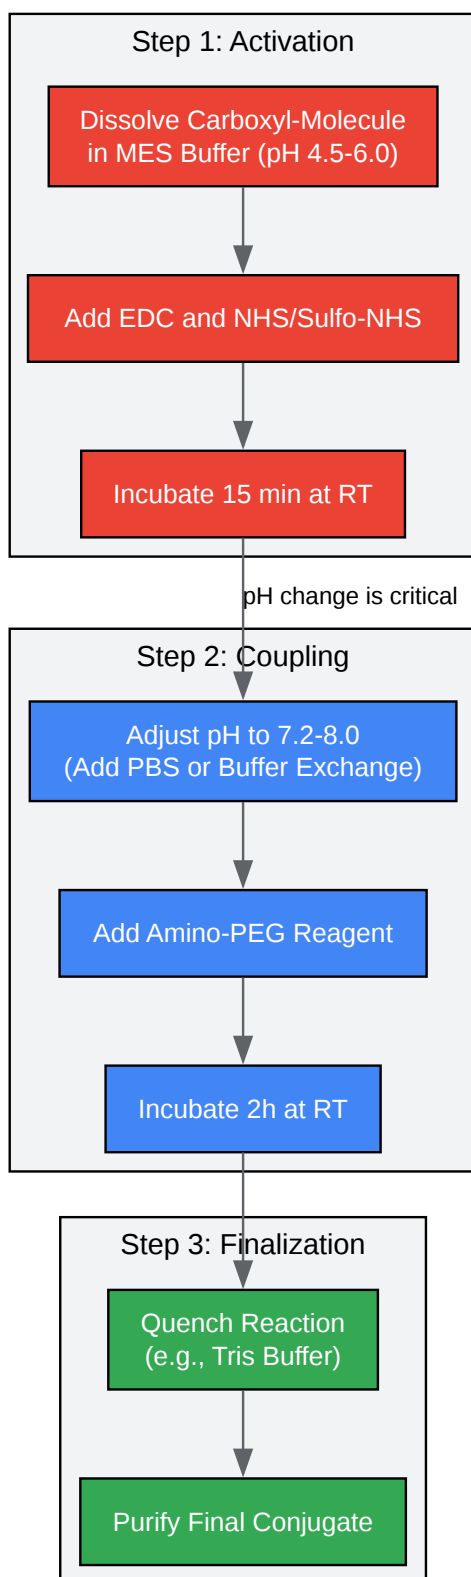 Step 1: Activation
Dissolve Carboxyl-Molecule
in MES Buffer (pH 4.5-6.0)
Add EDC and NHS/Sulfo-NHS
Incubate 15 min at RT
pH change is critical
Step 2: Coupling
Adjust pH to 7.2-8.0
(Add PBS or Buffer Exchange)
Add Amino-PEG Reagent
Incubate 2h at RT
Step 3: Finalization
Quench Reaction
(e.g., Tris Buffer)
Purify Final Conjugate